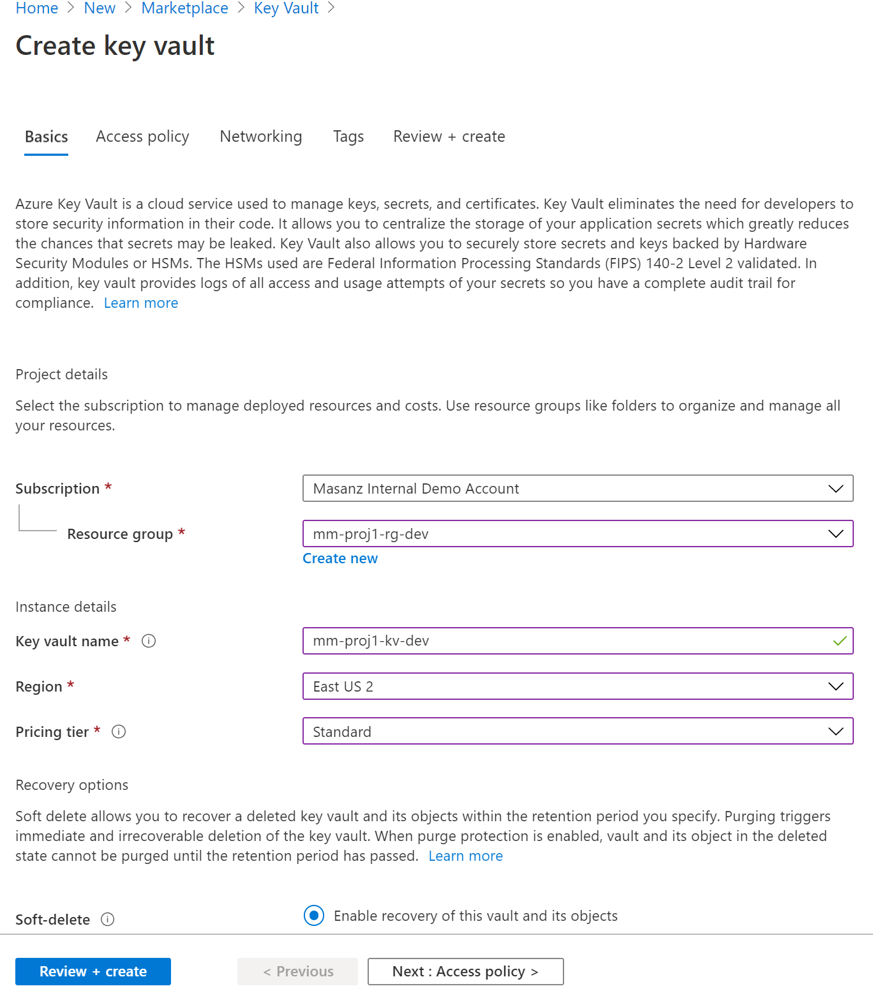 Home > New > Marketplace > Key Vault >
Create key vault
Basics Access policy Networking Tags Review + create
Azure Key Vault is a cloud service used to manage keys, secrets, and certificates. Key Vault eliminates the need for developers to
store security information in their code. It allows you to centralize the storage of your application secrets which greatly reduces
the chances that secrets may be leaked. Key Vault also allows you to securely store secrets and keys backed by Hardware
Security Modules or HSMs. The HSMs used are Federal Information Processing Standards (FIPS) 140-2 Level 2 validated. In
addition, key vault provides logs of all access and usage attempts of your secrets so you have a complete audit trail for
compliance. Learn more
Project details
Select the subscription to manage deployed resources and costs. Use resource groups like folders to organize and manage all
your resources.
Subscription * Masanz Internal Demo Account
Resource group * mm-proj1-rg-dev
Create new
Instance details
Key vault name * mm-proj1-kv-dev
Region * East US 2
Pricing tier * Standard
Recovery options
Soft delete allows you to recover a deleted key vault and its objects within the retention period you specify. Purging triggers
immediate and irrecoverable deletion of the key vault. When purge protection is enabled, vault and its object in the deleted
state cannot be purged until the retention period has passed. Learn more
Soft-delete Enable recovery of this vault and its objects
Review + create < Previous Next : Access policy >